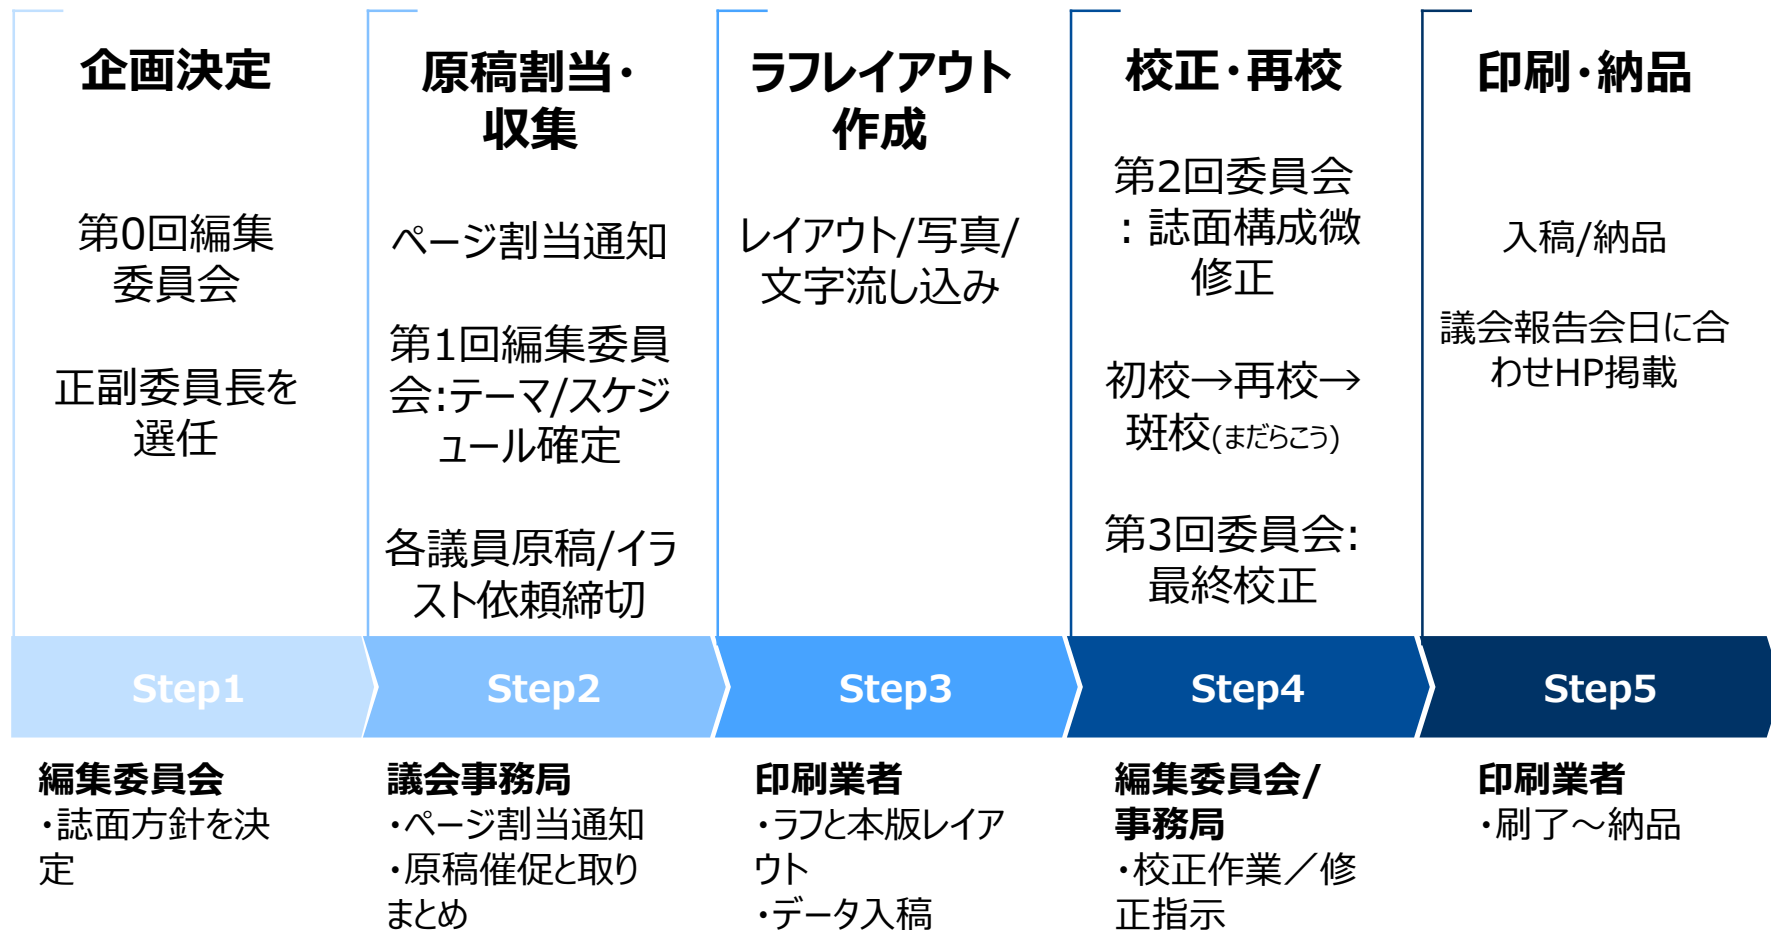 企画決定
第0回編集
委員会
正副委員長を
選任
原稿割当・
収集
ページ割当通知
第1回編集委員
会:テーマ/スケジ
ュール確定
各議員原稿/イラ
スト依頼締切
ラフレイアウト
作成
レイアウト/写真/
文字流し込み
校正・再校
第2回委員会
：誌面構成微
修正
初校→再校→
斑校(まだらこう)
第3回委員会:
最終校正
印刷・納品
入稿/納品
議会報告会日に合
わせHP掲載
Step1
Step2
Step3
Step4
Step5
編集委員会
・誌面方針を決
定
議会事務局
・ページ割当通知
・原稿催促と取り
まとめ
印刷業者
・ラフと本版レイア
ウト
・データ入稿
編集委員会/
事務局
・校正作業／修
正指示
印刷業者
・刷了～納品